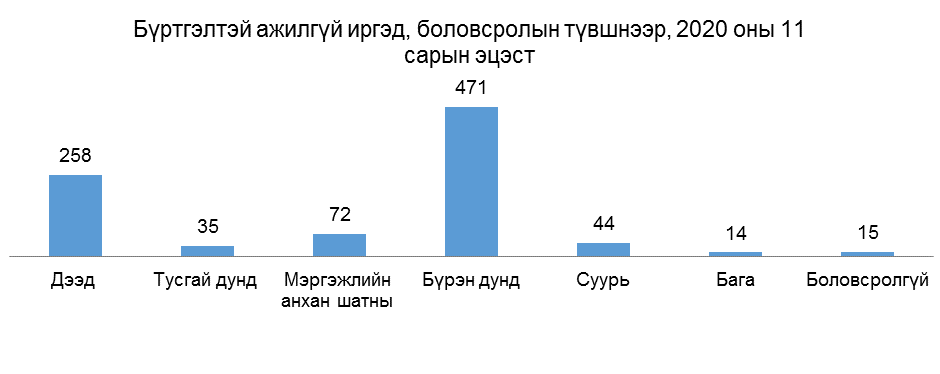 Бүртгэлтэй ажилгүй иргэд, боловсролын түвшнээр, 2020 оны 11
сарын эцэст
471
258
72
35
44
14
15
Дээд
Тусгай дунд
Мэргэжлийн
анхан шатны
Бүрэн дунд
Суурь
Бага
Боловсролгүй